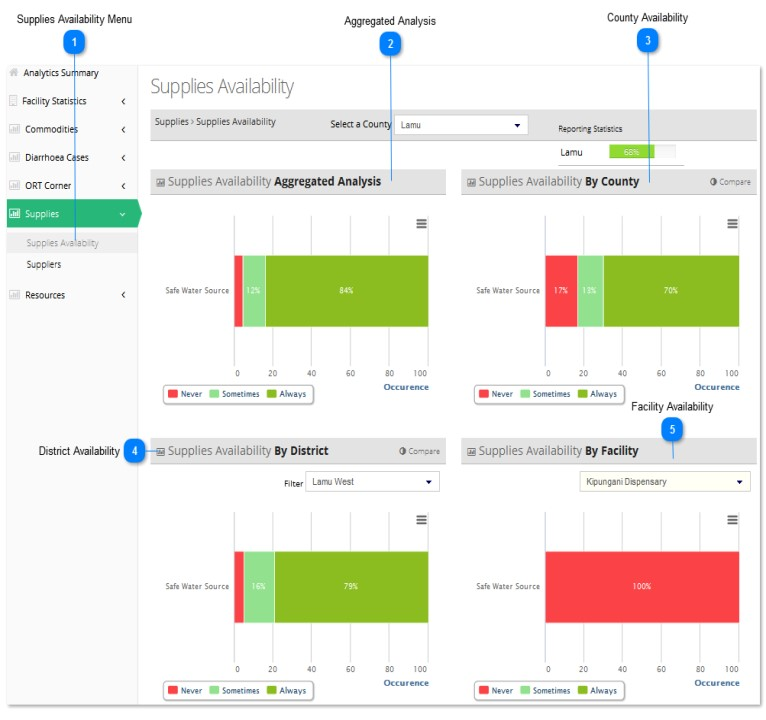 Supplies Availability Menu
Aggregated Analysis
County Availability
1
2
3
Analytics Summary
Facility Statistics
Commodities
Diarrhoea Cases
ORT Corner
Supplies
Supplies Availability
Suppliers
Resources
Supplies Availability
Supplies > Supplies Availability
Select a County
Lamu
Reporting Statistics
Lamu
68%
Supplies Availability Aggregated Analysis
Safe Water Source
12%
84%
0 20 40 60 80 100
Occurence
Never Sometimes Always
Supplies Availability By County
Compare
Safe Water Source
17%
13%
70%
0 20 40 60 80 100
Occurence
Never Sometimes Always
Facility Availability
5
District Availability
4
Supplies Availability By District
Compare
Filter
Lamu West
Safe Water Source
16%
79%
0 20 40 60 80 100
Occurence
Never Sometimes Always
Supplies Availability By Facility
Kipungani Dispensary
Safe Water Source
100%
0 20 40 60 80 100
Occurence
Never Sometimes Always